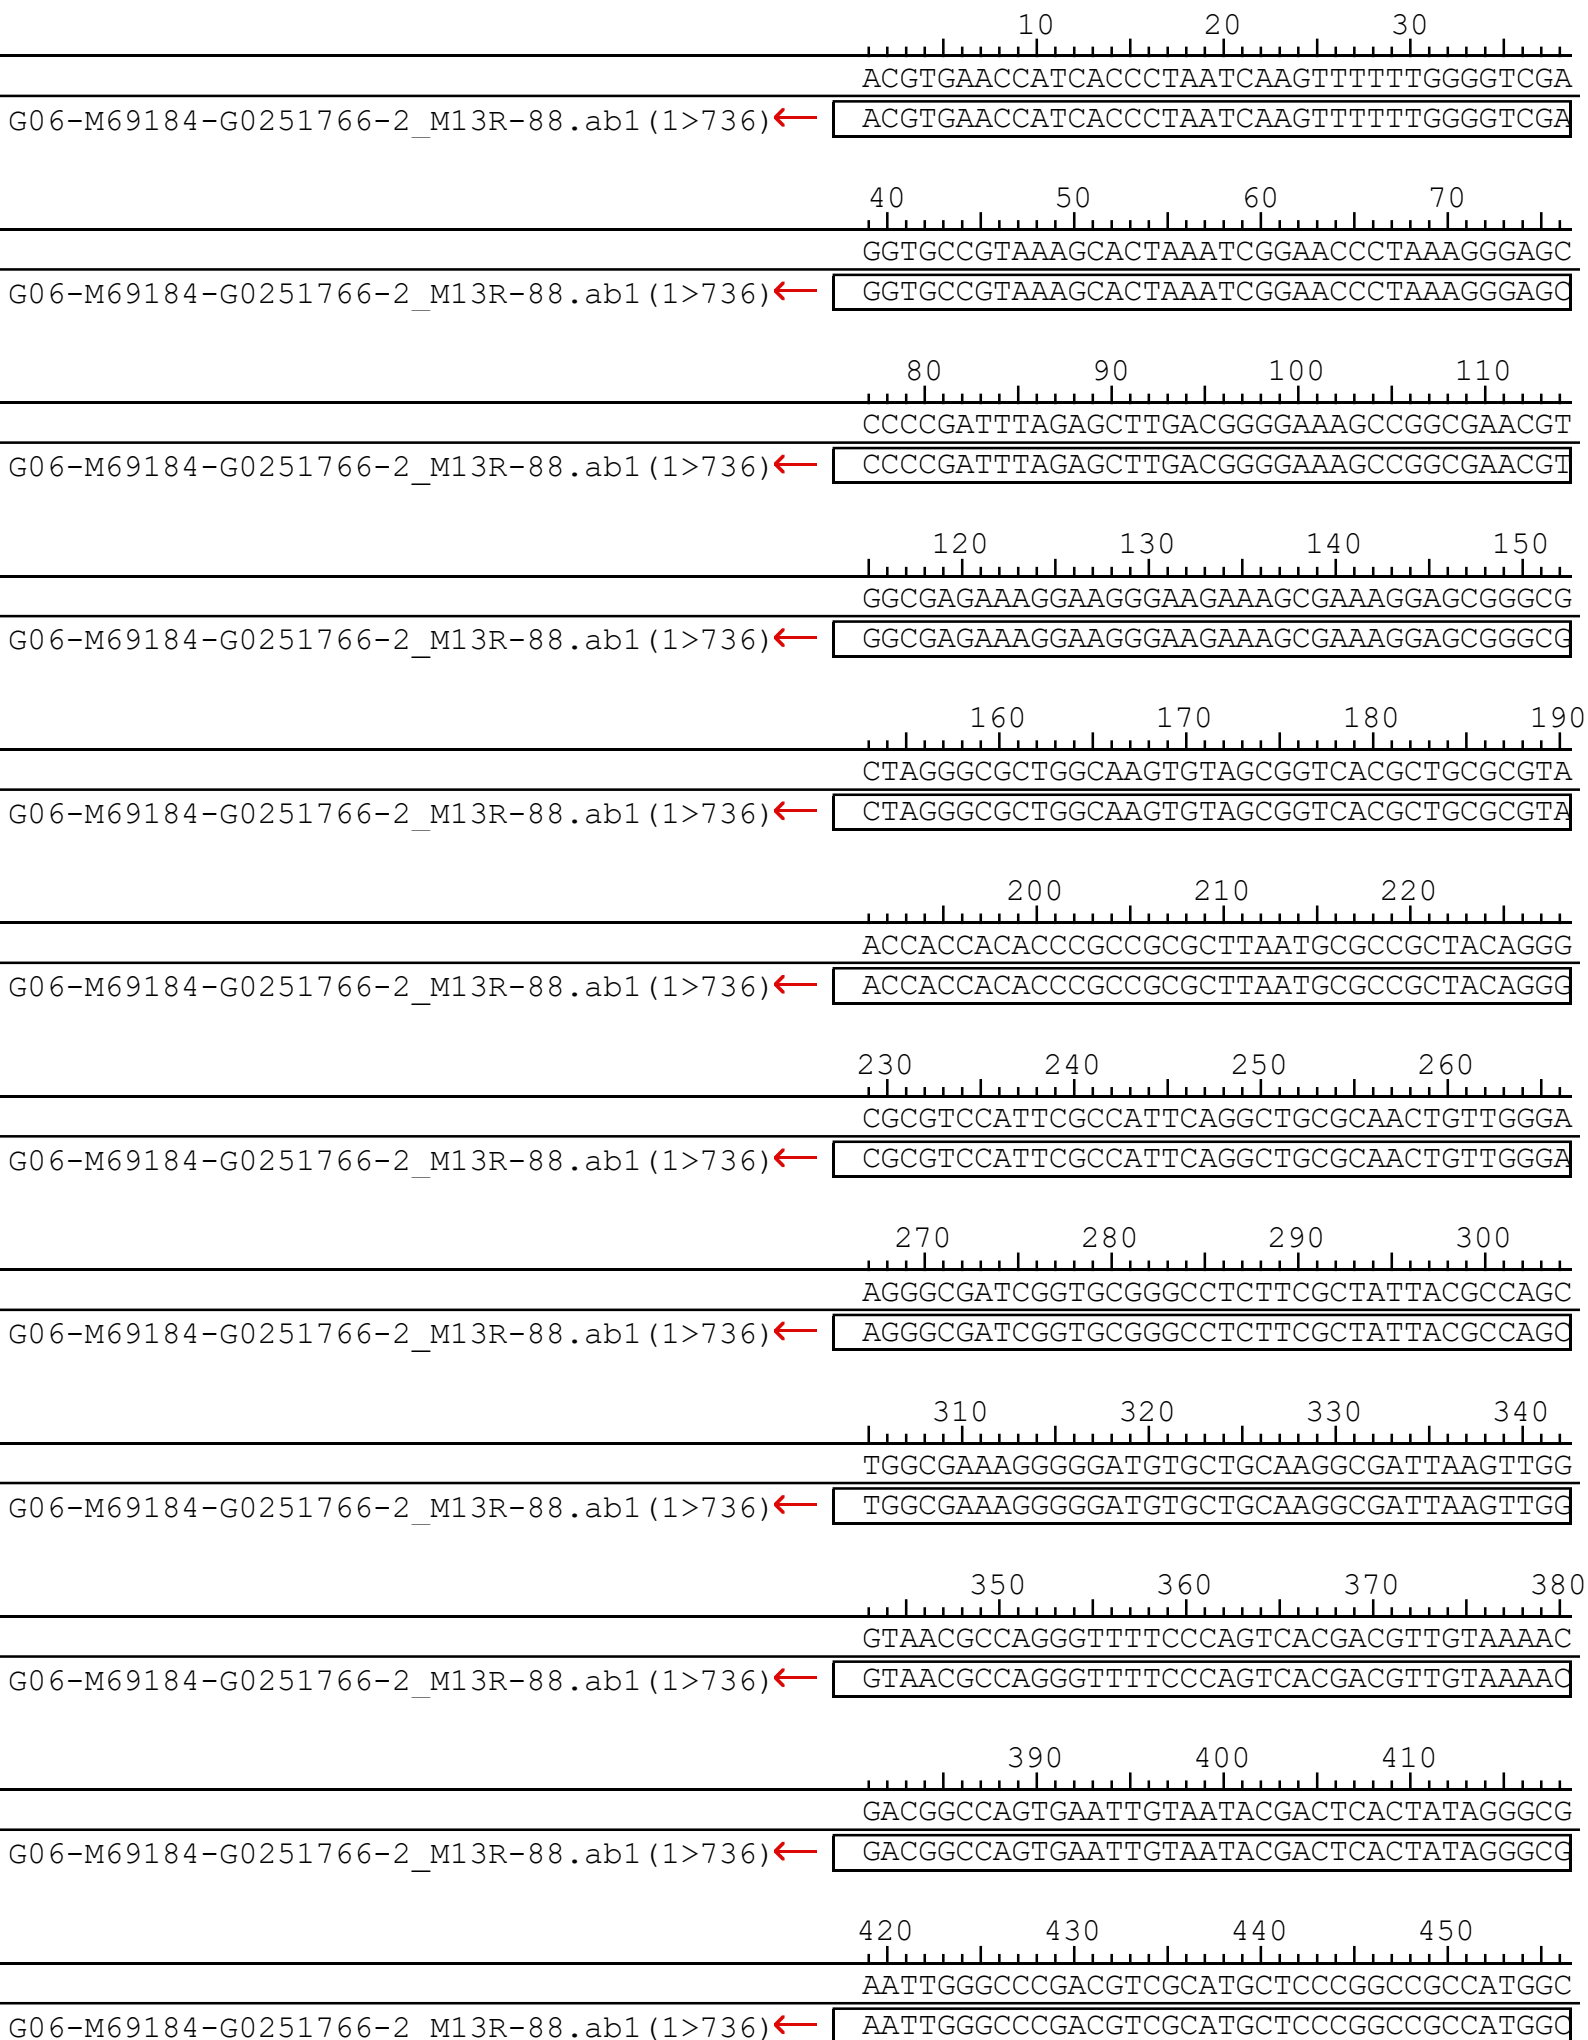 10 20 30
ACGTGAACCATCACCCTAATCAAGTTTTTTGGGGTCGA
G06-M69184-G0251766-2_M13R-88.ab1(1>736)← ACGTGAACCATCACCCTAATCAAGTTTTTTGGGGTCGA
40 50 60 70
GGTGCCGTAAAGCACTAAATCGGAACCCTAAAGGGAGC
G06-M69184-G0251766-2_M13R-88.ab1(1>736)← GGTGCCGTAAAGCACTAAATCGGAACCCTAAAGGGAGC
80 90 100 110
CCCCGATTTAGAGCTTGACGGGGAAAGCCGGCGAACGT
G06-M69184-G0251766-2_M13R-88.ab1(1>736)← CCCCGATTTAGAGCTTGACGGGGAAAGCCGGCGAACGT
120 130 140 150
GGCGAGAAAGGAAGGGAAGAAAGCGAAAGGAGCGGGCG
G06-M69184-G0251766-2_M13R-88.ab1(1>736)← GGCGAGAAAGGAAGGGAAGAAAGCGAAAGGAGCGGGCG
160 170 180 190
CTAGGGCGCTGGCAAGTGTAGCGGTCACGCTGCGCGTA
G06-M69184-G0251766-2_M13R-88.ab1(1>736)← CTAGGGCGCTGGCAAGTGTAGCGGTCACGCTGCGCGTA
200 210 220
ACCACCACACCCGCCGCGCTTAATGCGCCGCTACAGGG
G06-M69184-G0251766-2_M13R-88.ab1(1>736)← ACCACCACACCCGCCGCGCTTAATGCGCCGCTACAGGG
230 240 250 260
CGCGTCCATTCGCCATTCAGGCTGCGCAACTGTTGGGA
G06-M69184-G0251766-2_M13R-88.ab1(1>736)← CGCGTCCATTCGCCATTCAGGCTGCGCAACTGTTGGGA
270 280 290 300
AGGGCGATCGGTGCGGGCCTCTTCGCTATTACGCCAGC
G06-M69184-G0251766-2_M13R-88.ab1(1>736)← AGGGCGATCGGTGCGGGCCTCTTCGCTATTACGCCAGC
310 320 330 340
TGGCGAAAGGGGGATGTGCTGCAAGGCGATTAAGTTGG
G06-M69184-G0251766-2_M13R-88.ab1(1>736)← TGGCGAAAGGGGGATGTGCTGCAAGGCGATTAAGTTGG
350 360 370 380
GTAACGCCAGGGTTTTCCCAGTCACGACGTTGTAAAAC
G06-M69184-G0251766-2_M13R-88.ab1(1>736)← GTAACGCCAGGGTTTTCCCAGTCACGACGTTGTAAAAC
390 400 410
GACGGCCAGTGAATTGTAATACGACTCACTATAGGGCG
G06-M69184-G0251766-2_M13R-88.ab1(1>736)← GACGGCCAGTGAATTGTAATACGACTCACTATAGGGCG
420 430 440 450
AATTGGGCCCGACGTCGCATGCTCCCGGCCGCCATGGC
G06-M69184-G0251766-2_M13R-88.ab1(1>736)← AATTGGGCCCGACGTCGCATGCTCCCGGCCGCCATGGC